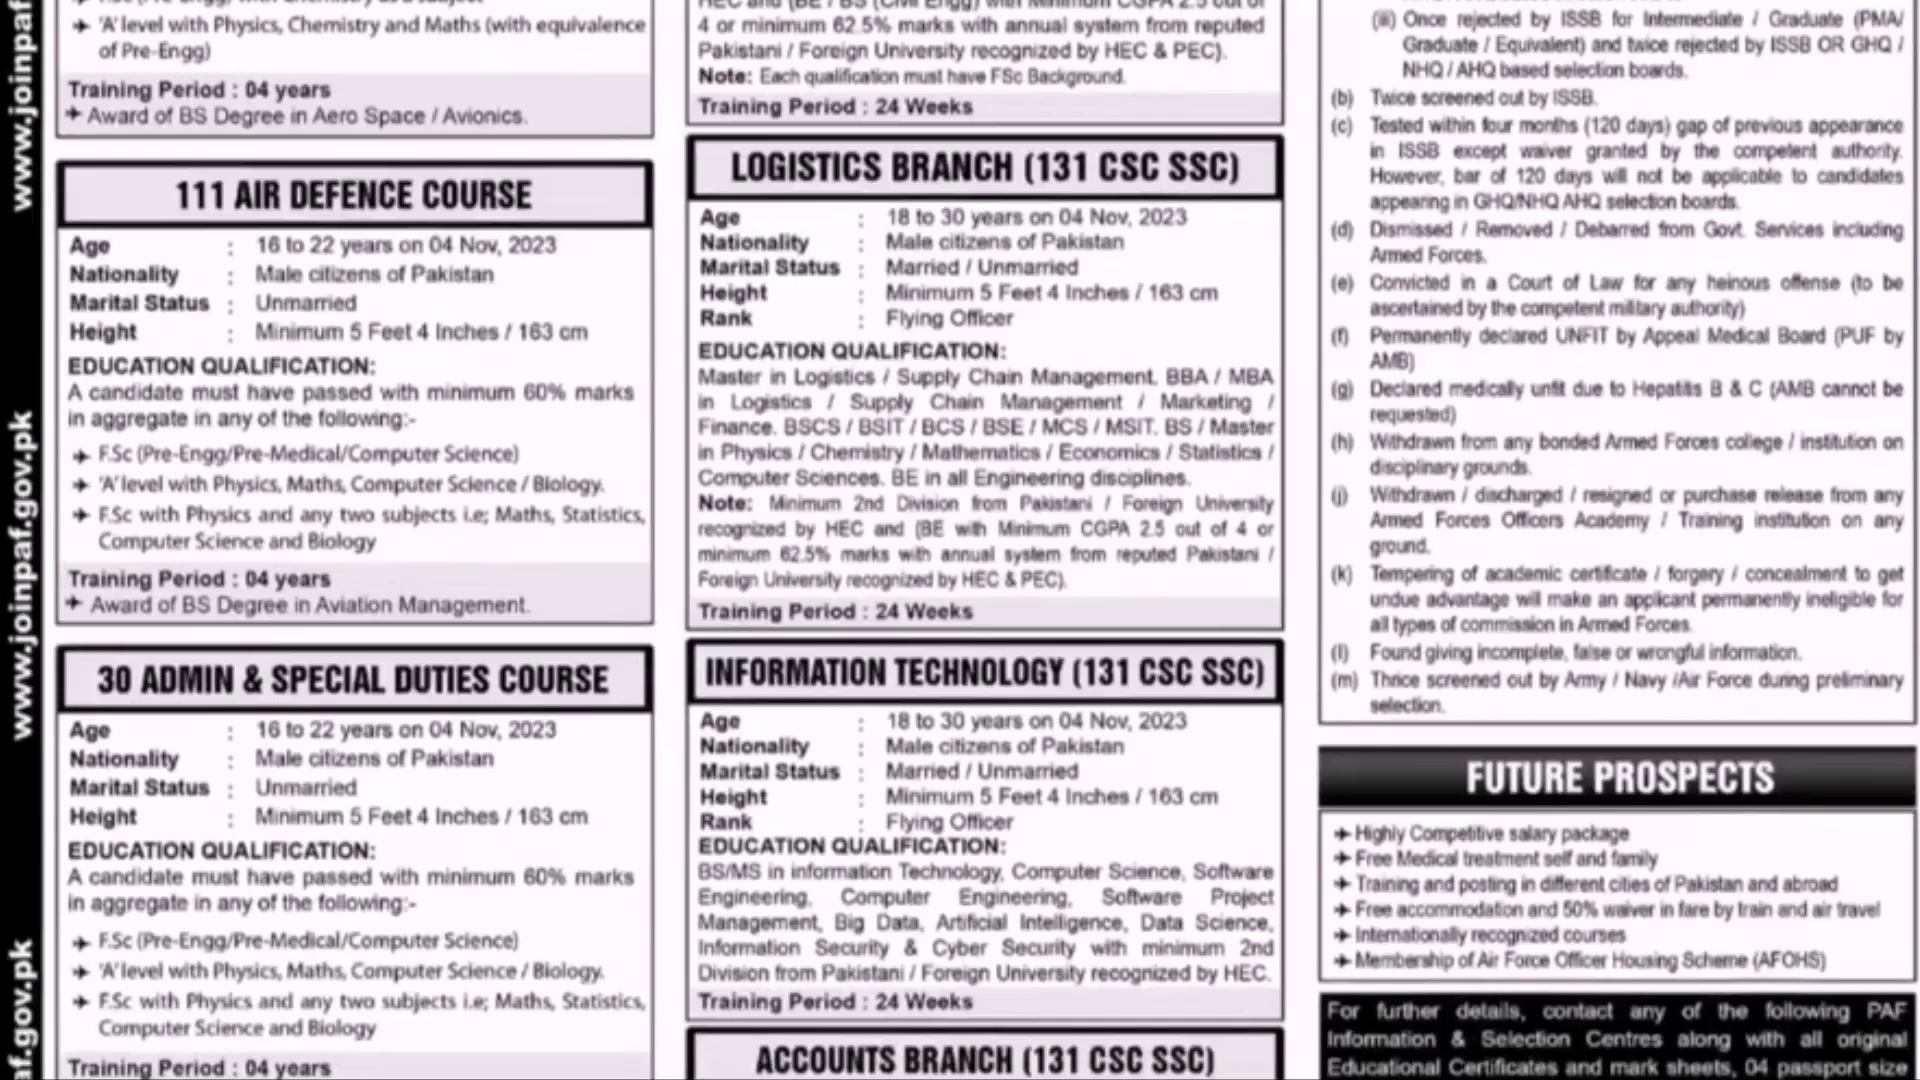 www.joinpaf
www.joinpaf.gov.pk
af.gov.pk
'A' level with Physics, Chemistry and Maths (with equivalence
of Pre-Engg)
Training Period : 04 years
Award of BS Degree in Aero Space / Avionics.
111 AIR DEFENCE COURSE
Age : 16 to 22 years on 04 Nov, 2023
Nationality : Male citizens of Pakistan
Marital Status : Unmarried
Height : Minimum 5 Feet 4 Inches / 163 cm
EDUCATION QUALIFICATION:
A candidate must have passed with minimum 60% marks
in aggregate in any of the following:-
F.Sc (Pre-Engg/Pre-Medical/Computer Science)
'A' level with Physics, Maths, Computer Science / Biology.
F.Sc with Physics and any two subjects i.e; Maths, Statistics,
Computer Science and Biology
Training Period : 04 years
Award of BS Degree in Aviation Management.
30 ADMIN & SPECIAL DUTIES COURSE
Age : 16 to 22 years on 04 Nov, 2023
Nationality : Male citizens of Pakistan
Marital Status : Unmarried
Height : Minimum 5 Feet 4 Inches / 163 cm
EDUCATION QUALIFICATION:
A candidate must have passed with minimum 60% marks
in aggregate in any of the following:-
F.Sc (Pre-Engg/Pre-Medical/Computer Science)
'A' level with Physics, Maths, Computer Science / Biology.
F.Sc with Physics and any two subjects i.e; Maths, Statistics,
Computer Science and Biology
Training Period : 04 years
HEC and (BE / BS (Civil Engg) with Minimum CGPA 2.5 out of
4 or minimum 62.5% marks with annual system from reputed
Pakistani / Foreign University recognized by HEC & PEC).
Note: Each qualification must have FSc Background.
Training Period : 24 Weeks
LOGISTICS BRANCH (131 CSC SSC)
Age : 18 to 30 years on 04 Nov, 2023
Nationality : Male citizens of Pakistan
Marital Status : Married / Unmarried
Height : Minimum 5 Feet 4 Inches / 163 cm
Rank : Flying Officer
EDUCATION QUALIFICATION:
Master in Logistics / Supply Chain Management. BBA / MBA
in Logistics / Supply Chain Management / Marketing /
Finance. BSCS / BSIT / BCS / BSE / MCS / MSIT. BS / Master
in Physics / Chemistry / Mathematics / Economics / Statistics /
Computer Sciences. BE in all Engineering disciplines.
Note: Minimum 2nd Division from Pakistani / Foreign University
recognized by HEC and (BE with Minimum CGPA 2.5 out of 4 or
minimum 62.5% marks with annual system from reputed Pakistani /
Foreign University recognized by HEC & PEC).
Training Period : 24 Weeks
INFORMATION TECHNOLOGY (131 CSC SSC)
Age : 18 to 30 years on 04 Nov, 2023
Nationality : Male citizens of Pakistan
Marital Status : Married / Unmarried
Height : Minimum 5 Feet 4 Inches / 163 cm
Rank : Flying Officer
EDUCATION QUALIFICATION:
BS/MS in information Technology, Computer Science, Software
Engineering, Computer Engineering, Software Project
Management, Big Data, Artificial Intelligence, Data Science,
Information Security & Cyber Security with minimum 2nd
Division from Pakistani / Foreign University recognized by HEC.
Training Period : 24 Weeks
ACCOUNTS BRANCH (131 CSC SSC)
(iii) Once rejected by ISSB for Intermediate / Graduate (PMA/
Graduate / Equivalent) and twice rejected by ISSB OR GHQ /
NHQ / AHQ based selection boards.
(b) Twice screened out by ISSB.
(c) Tested within four months (120 days) gap of previous appearance
in ISSB except waiver granted by the competent authority.
However, bar of 120 days will not be applicable to candidates
appearing in GHQ/NHQ AHQ selection boards.
(d) Dismissed / Removed / Debarred from Govt. Services including
Armed Forces.
(e) Convicted in a Court of Law for any heinous offense (to be
ascertained by the competent military authority)
(f) Permanently declared UNFIT by Appeal Medical Board (PUF by
AMB)
(g) Declared medically unfit due to Hepatitis B & C (AMB cannot be
requested)
(h) Withdrawn from any bonded Armed Forces college / institution on
disciplinary grounds.
(j) Withdrawn / discharged / resigned or purchase release from any
Armed Forces Officers Academy / Training institution on any
ground.
(k) Tempering of academic certificate / forgery / concealment to get
undue advantage will make an applicant permanently ineligible for
all types of commission in Armed Forces.
(l) Found giving incomplete, false or wrongful information.
(m) Thrice screened out by Army / Navy /Air Force during preliminary
selection.
FUTURE PROSPECTS
Highly Competitive salary package
Free Medical treatment self and family
Training and posting in different cities of Pakistan and abroad
Free accommodation and 50% waiver in fare by train and air travel
Internationally recognized courses
Membership of Air Force Officer Housing Scheme (AFOHS)
For further details, contact any of the following PAF
Information & Selection Centres along with all original
Educational Certificates and mark sheets, 04 passport size